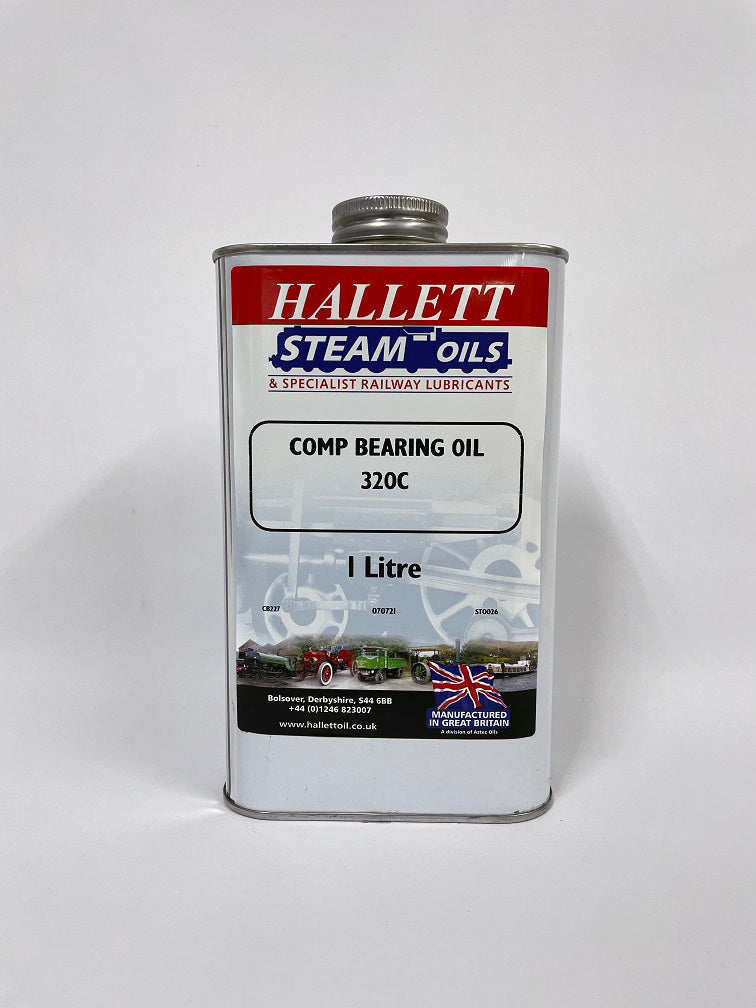 HALLETT
STEAM OILS
& SPECIALIST RAILWAY LUBRICANTS
COMP BEARING OIL
320C
1 Litre
CB227 070721 STO026
Bolsover, Derbyshire, S44 6BB
+44 (0)1246 823007
www.hallettoil.co.uk
MANUFACTURED
IN GREAT BRITAIN
A division of Aztec Oils